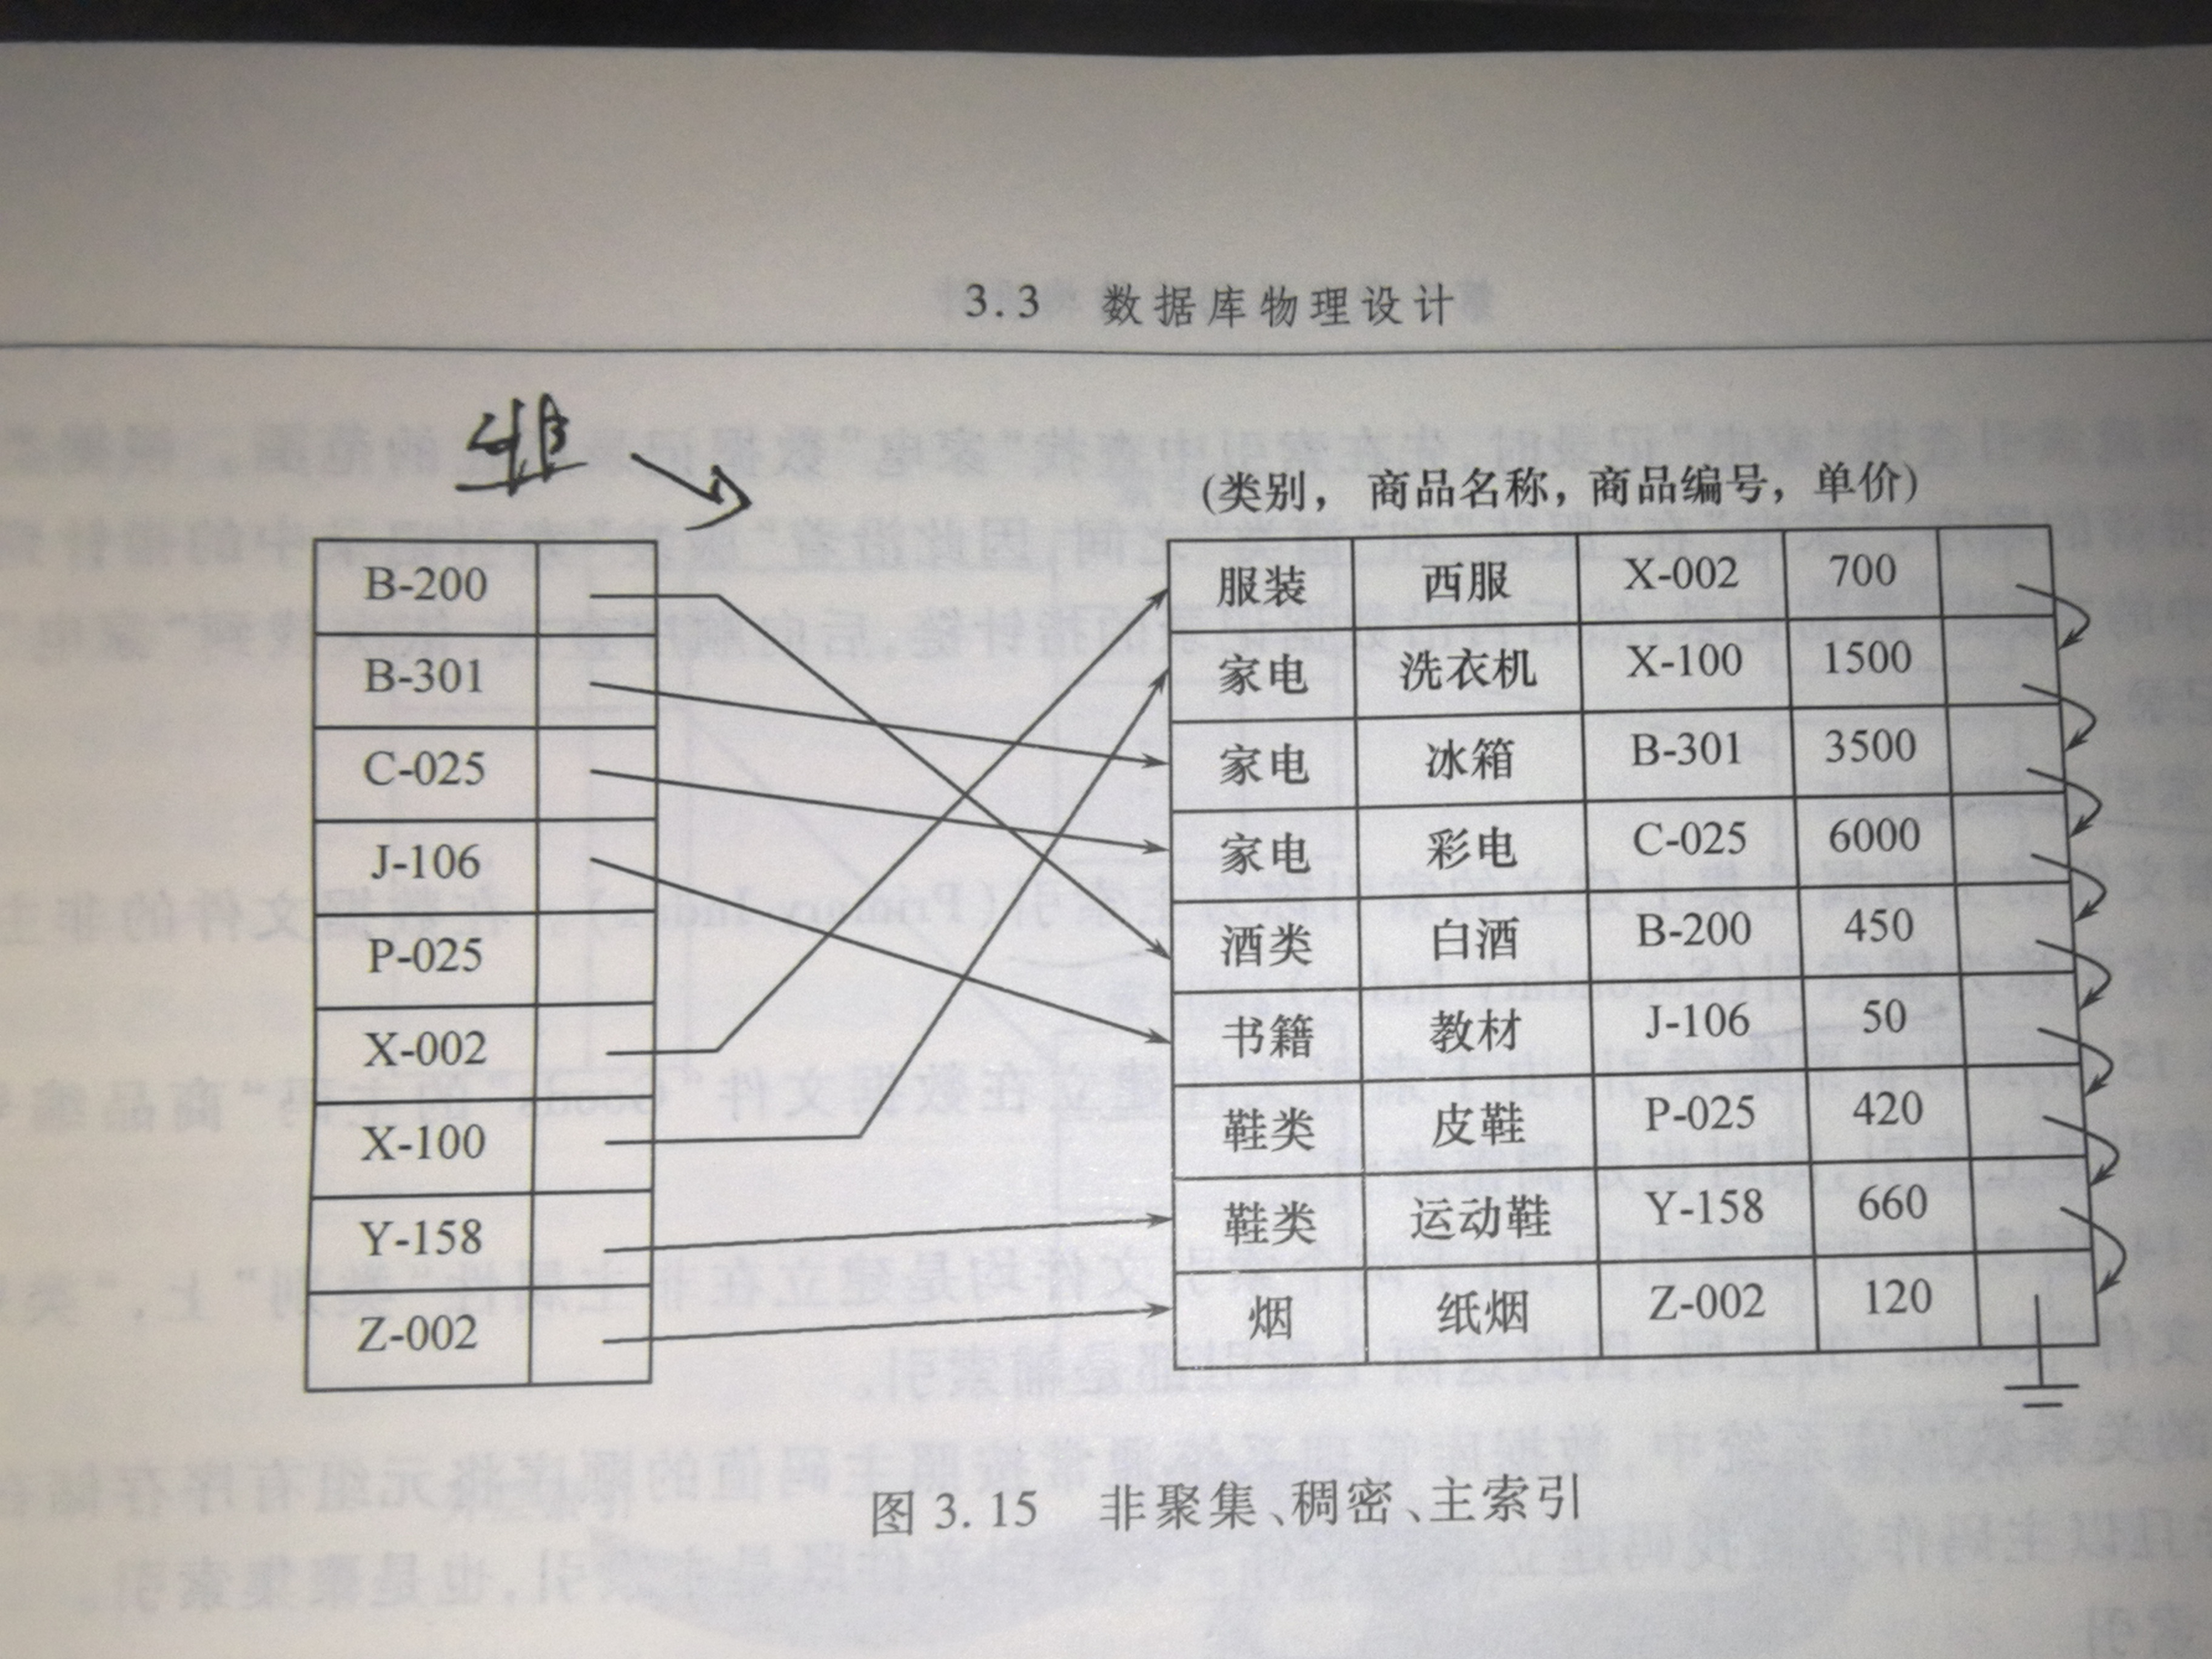 3.3 数据库物理设计
非
(类别， 商品名称，商品编号，单价)
B-200
B-301
C-025
J-106
P-025
X-002
X-100
Y-158
Z-002
服装 西服 X-002 700
家电 洗衣机 X-100 1500
家电 冰箱 B-301 3500
家电 彩电 C-025 6000
酒类 白酒 B-200 450
书籍 教材 J-106 50
鞋类 皮鞋 P-025 420
鞋类 运动鞋 Y-158 660
烟 纸烟 Z-002 120
图 3.15 非聚集、稠密、主索引